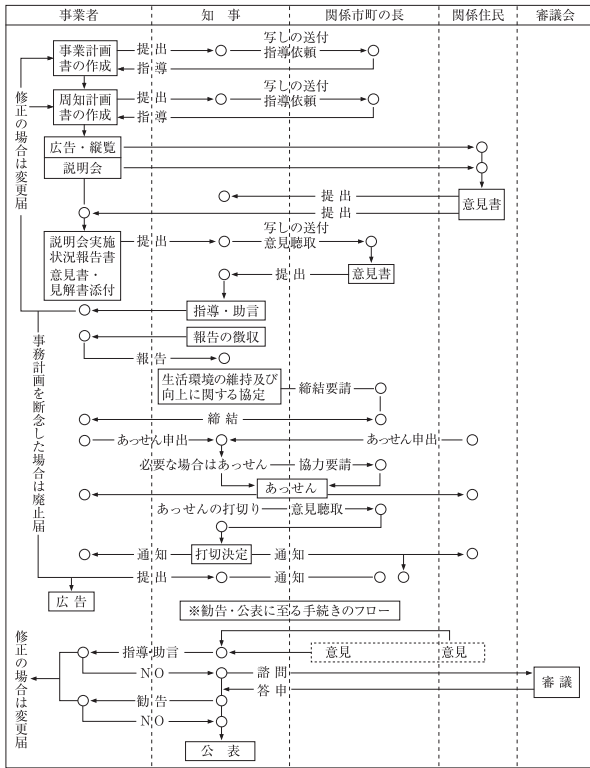 事業者 知事 関係市町の長 関係住民 審議会
事業計画
書の作成
提出
指導
写しの送付
指導依頼
周知計画
書の作成
提出
指導
写しの送付
指導依頼
修正の場合は変更届
広告・縦覧
説明会
提出
提出
意見書
説明会実施
状況報告書
意見書・
見解書添付
提出
写しの送付
意見聴取
提出
意見書
指導・助言
報告の徴収
報告
事務計画を断念した場合は廃止届
生活環境の維持及び
向上に関する協定
締結要請
締結
あっせん申出
あっせん申出
必要な場合はあっせん
協力要請
あっせん
あっせんの打切り
意見聴取
通知
打切決定
通知
提出
通知
広告
※勧告・公表に至る手続きのフロー
修正の場合は変更届
指導・助言
意見
意見
NO
諮問
答申
審議
勧告
NO
公表